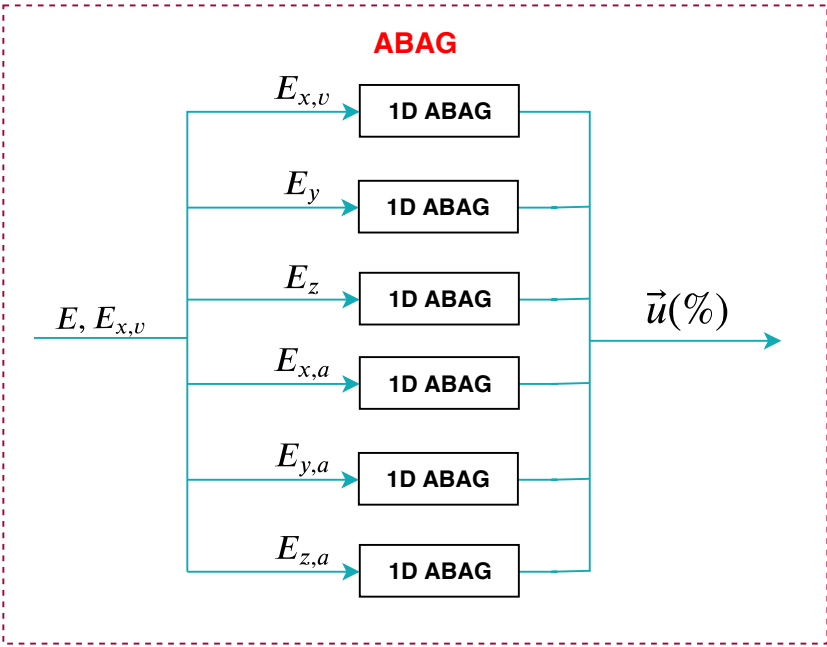 ABAG
E_{x,v}
1D ABAG
E_y
1D ABAG
E_z
1D ABAG
E, E_{x,v}
\vec{u}(%)
E_{x,a}
1D ABAG
E_{y,a}
1D ABAG
E_{z,a}
1D ABAG